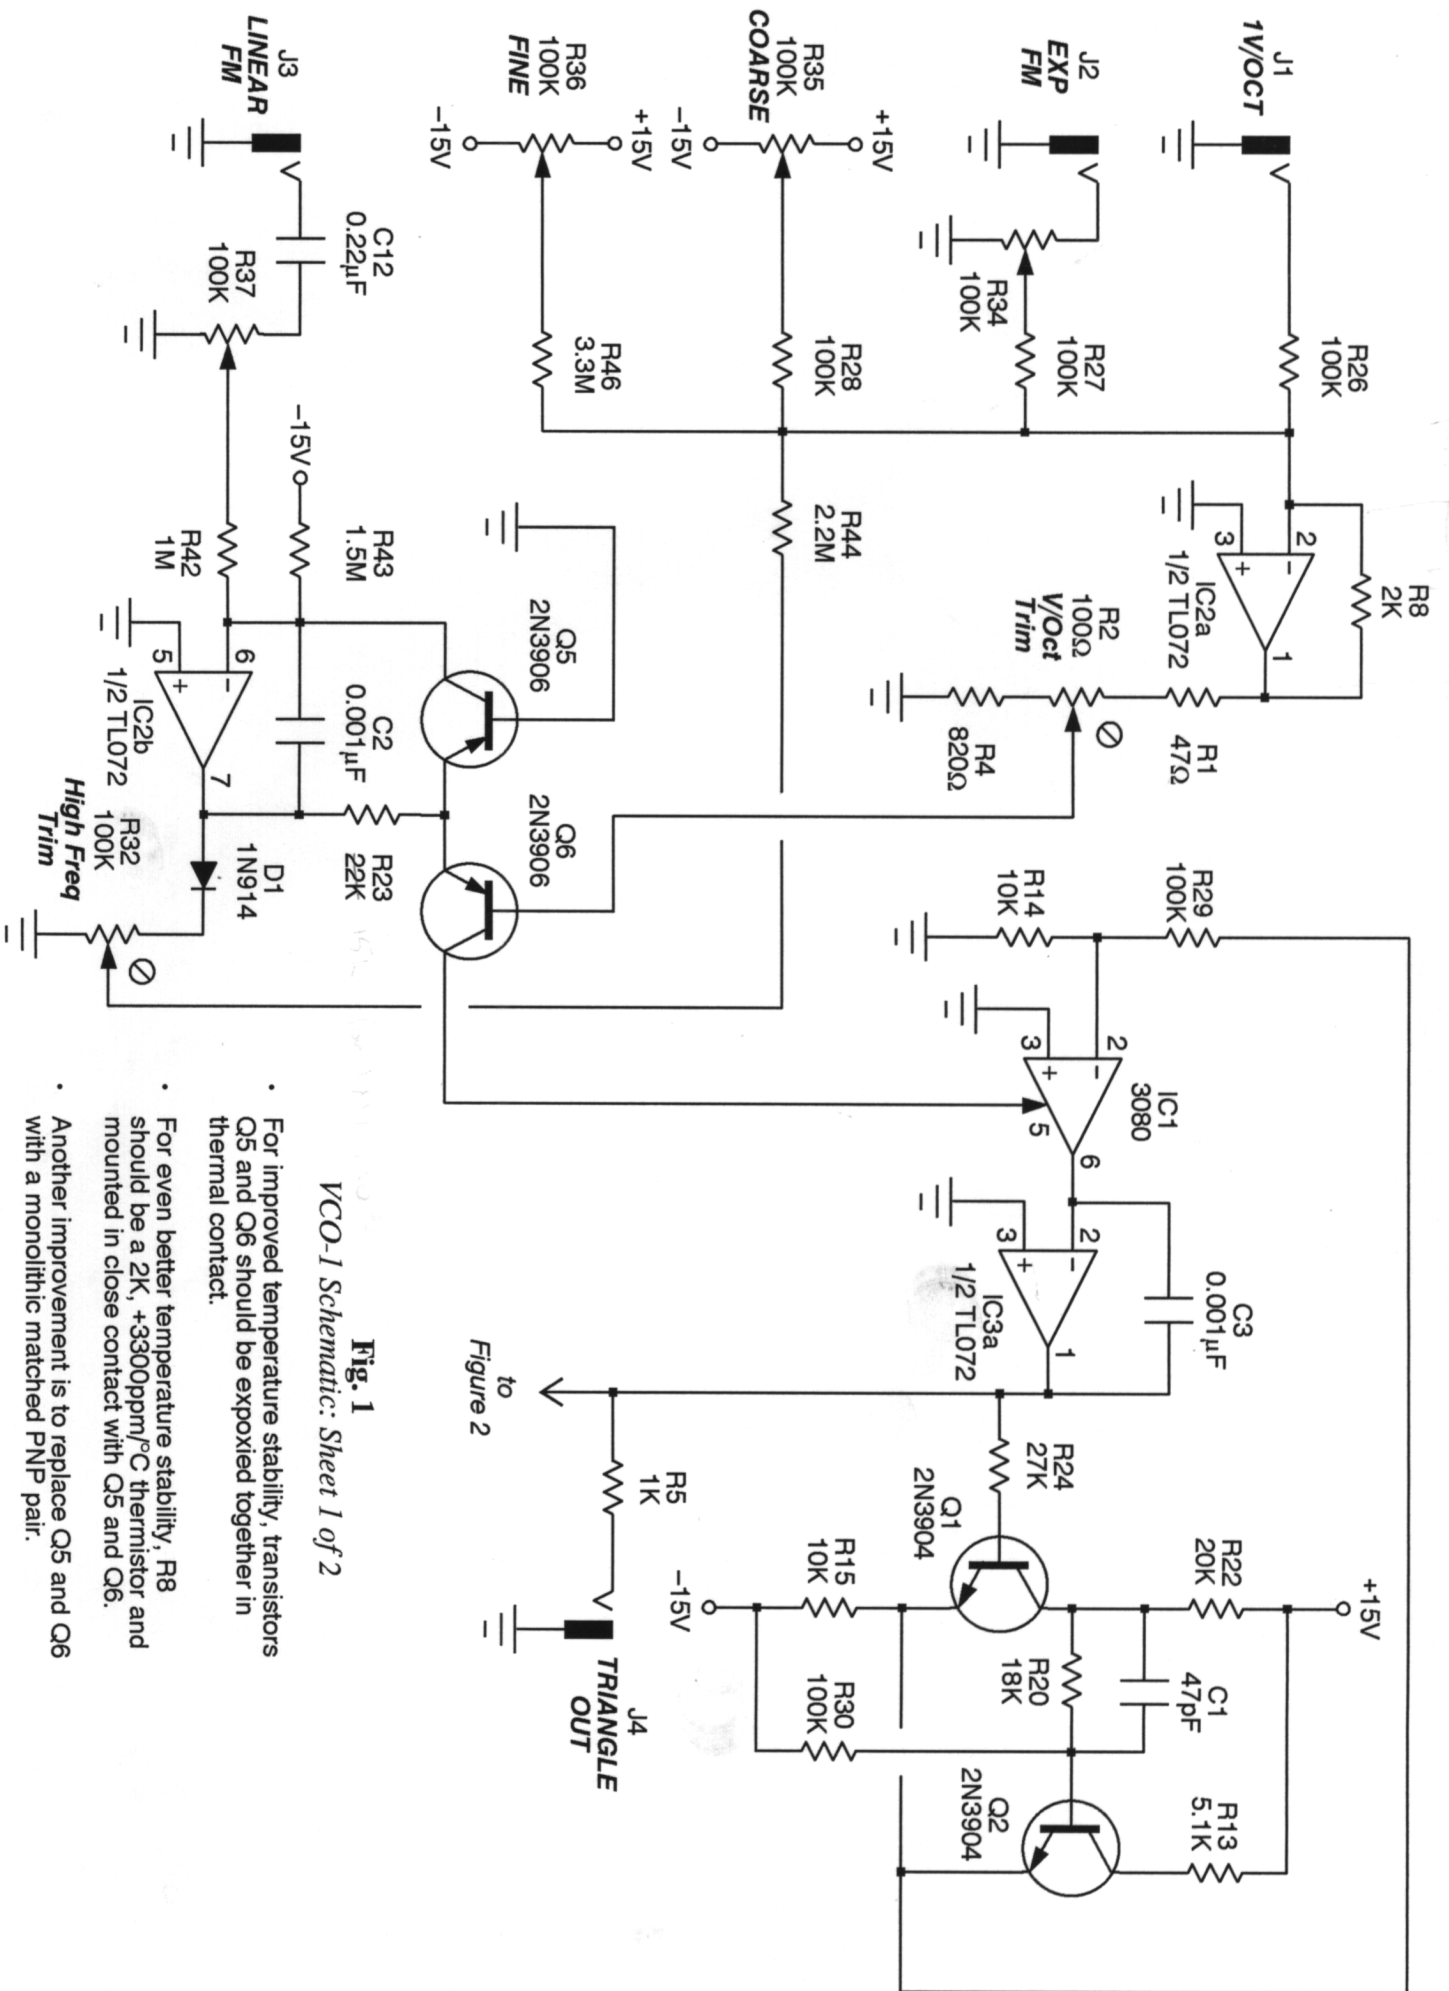 J1
1V/OCT
R26
100K
R8
2K
2
3
1
IC2a
1/2 TL072
R1
47Ω
R2
100Ω
V/Oct
Trim
R4
820Ω
J2
EXP
FM
R34
100K
R27
100K
R35
100K
COARSE
+15V
−15V
R28
100K
R44
2.2M
R36
100K
FINE
+15V
−15V
R46
3.3M
J3
LINEAR
FM
C12
0.22µF
R37
100K
−15V
R43
1.5M
R42
1M
Q5
2N3906
Q6
2N3906
C2
0.001µF
R23
22K
6
5
7
IC2b
1/2 TL072
D1
1N914
R32
100K
High Freq
Trim
R29
100K
R14
10K
2
3
5
6
IC1
3080
C3
0.001µF
2
3
1
IC3a
1/2 TL072
to
Figure 2
R5
1K
J4
TRIANGLE
OUT
R24
27K
Q1
2N3904
R22
20K
+15V
R15
10K
−15V
R20
18K
C1
47pF
R30
100K
Q2
2N3904
R13
5.1K
Fig. 1
VCO-1 Schematic: Sheet 1 of 2
• For improved temperature stability, transistors
Q5 and Q6 should be expoxied together in
thermal contact.
• For even better temperature stability, R8
should be a 2K, +3300ppm/°C thermistor and
mounted in close contact with Q5 and Q6.
• Another improvement is to replace Q5 and Q6
with a monolithic matched PNP pair.